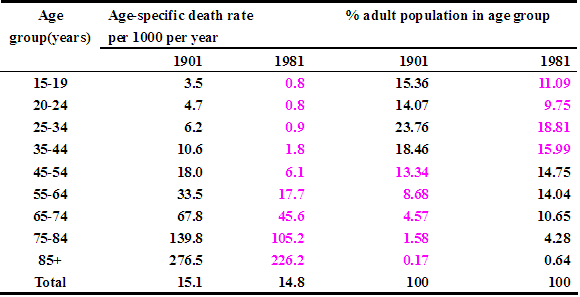 Age Age-specific death rate % adult population in age group
group(years) per 1000 per year
1901 1981 1901 1981
15-19 3.5 0.8 15.36 11.09
20-24 4.7 0.8 14.07 9.75
25-34 6.2 0.9 23.76 18.81
35-44 10.6 1.8 18.46 15.99
45-54 18.0 6.1 13.34 14.75
55-64 33.5 17.7 8.68 14.04
65-74 67.8 45.6 4.57 10.65
75-84 139.8 105.2 1.58 4.28
85+ 276.5 226.2 0.17 0.64
Total 15.1 14.8 100 100